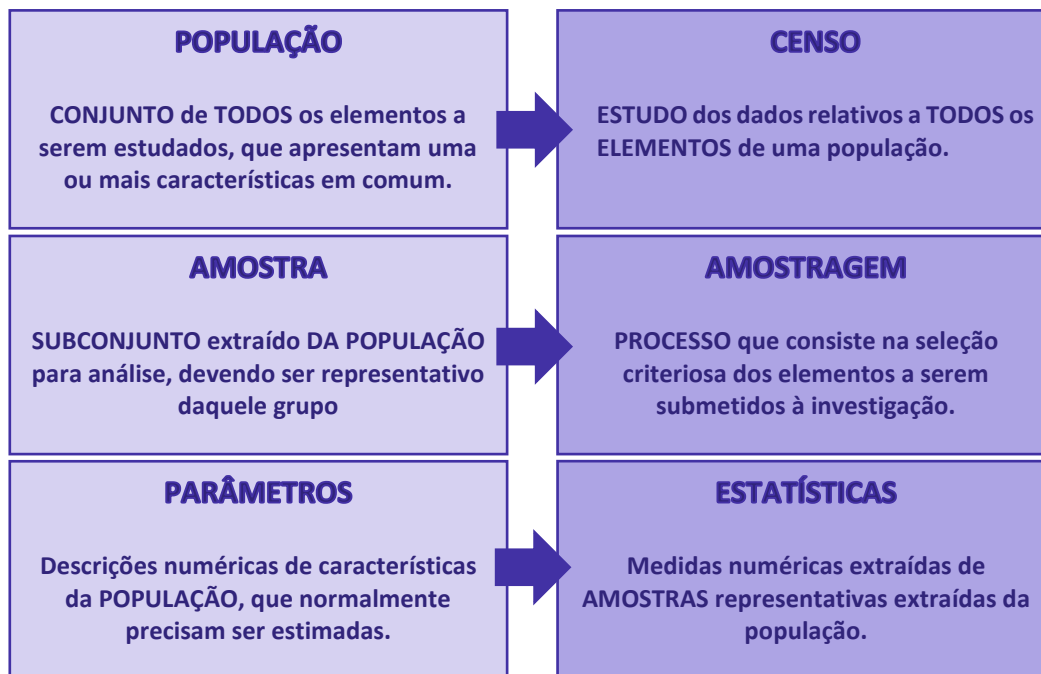 POPULAÇÃO
CONJUNTO de TODOS os elementos a
serem estudados, que apresentam uma
ou mais características em comum.
CENSO
ESTUDO dos dados relativos a TODOS os
ELEMENTOS de uma população.
AMOSTRA
SUBCONJUNTO extraído DA POPULAÇÃO
para análise, devendo ser representativo
daquele grupo
AMOSTRAGEM
PROCESSO que consiste na seleção
criteriosa dos elementos a serem
submetidos à investigação.
PARÂMETROS
Descrições numéricas de características
da POPULAÇÃO, que normalmente
precisam ser estimadas.
ESTATÍSTICAS
Medidas numéricas extraídas de
AMOSTRAS representativas extraídas da
população.